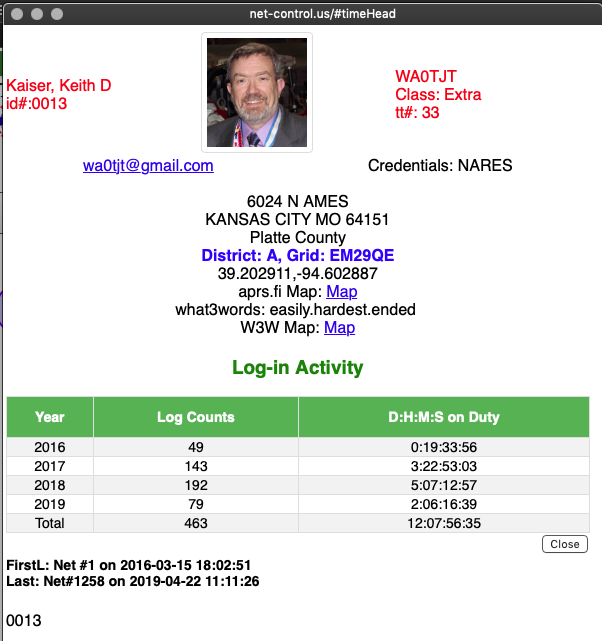 net-control.us/#timeHead
Kaiser, Keith D
id#:0013
WA0TJT
Class: Extra
tt#: 33
wa0tjt@gmail.com
Credentials: NARES
6024 N AMES
KANSAS CITY MO 64151
Platte County
District: A, Grid: EM29QE
39.202911,-94.602887
aprs.fi Map: Map
what3words: easily.hardest.ended
W3W Map: Map
Log-in Activity
Year Log Counts D:H:M:S on Duty
2016 49 0:19:33:56
2017 143 3:22:53:03
2018 192 5:07:12:57
2019 79 2:06:16:39
Total 463 12:07:56:35
Close
FirstL: Net #1 on 2016-03-15 18:02:51
Last: Net#1258 on 2019-04-22 11:11:26
0013